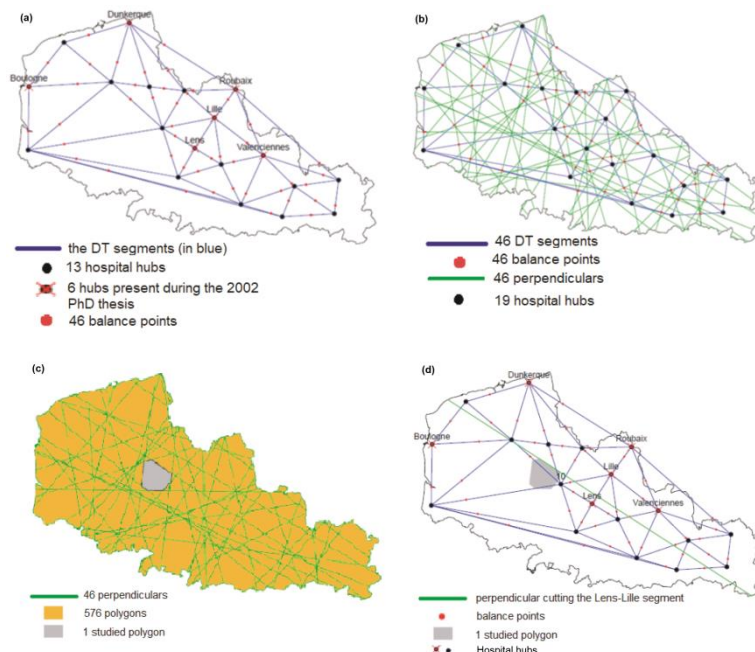 (a)
Dunkerque
Boulogne
Roubaix
Lille
Lens
Valenciennes
the DT segments (in blue)
13 hospital hubs
6 hubs present during the 2002
PhD thesis
46 balance points
(b)
46 DT segments
46 balance points
46 perpendiculars
19 hospital hubs
(c)
46 perpendiculars
576 polygons
1 studied polygon
(d)
Dunkerque
Boulogne
Roubaix
Lille
10
Lens
Valenciennes
perpendicular cutting the Lens-Lille segment
balance points
1 studied polygon
Hospital hubs